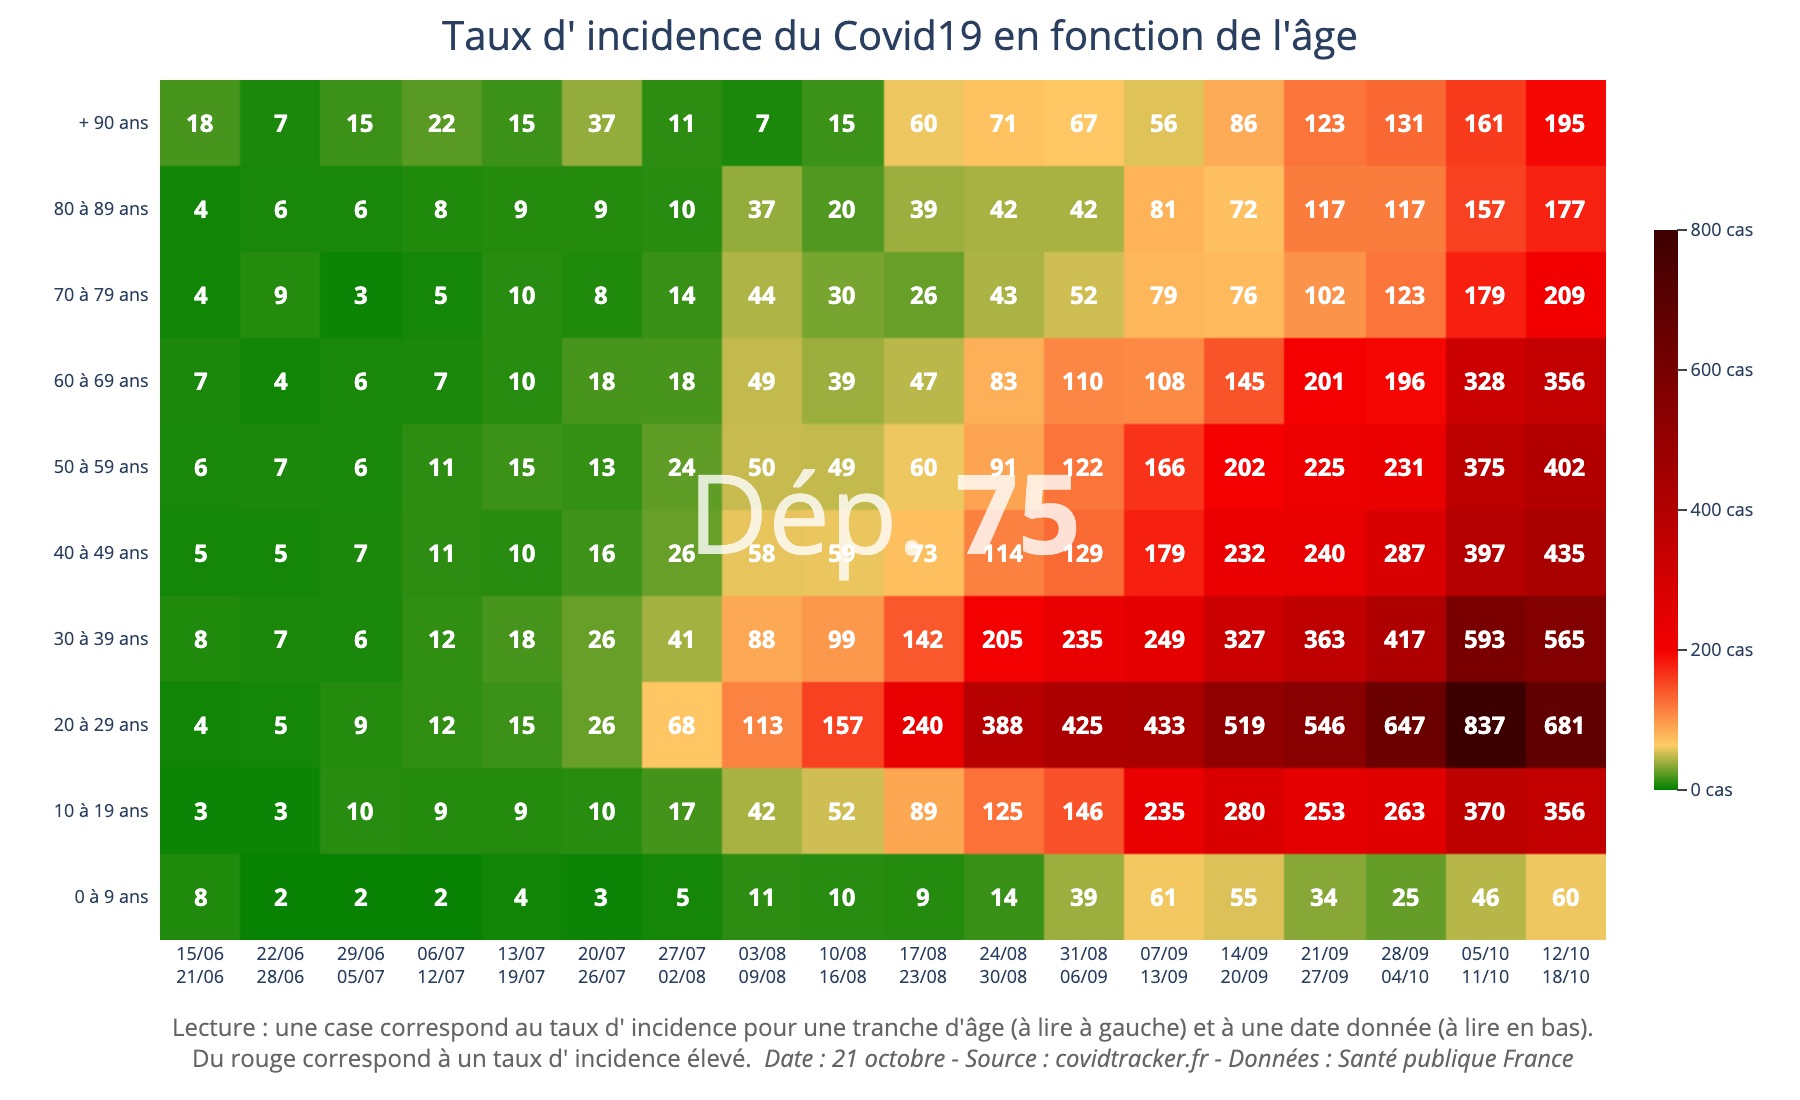 Taux d' incidence du Covid19 en fonction de l'âge
+ 90 ans 18 7 15 22 15 37 11 7 15 60 71 67 56 86 123 131 161 195
80 à 89 ans 4 6 6 8 9 9 10 37 20 39 42 42 81 72 117 117 157 177
800 cas
70 à 79 ans 4 9 3 5 10 8 14 44 30 26 43 52 79 76 102 123 179 209
600 cas
60 à 69 ans 7 4 6 7 10 18 18 49 39 47 83 110 108 145 201 196 328 356
50 à 59 ans 6 7 6 11 15 13 24 50 49 60 91 122 166 202 225 231 375 402
Dép. 75
400 cas
40 à 49 ans 5 5 7 11 10 16 26 58 59 73 114 129 179 232 240 287 397 435
30 à 39 ans 8 7 6 12 18 26 41 88 99 142 205 235 249 327 363 417 593 565
200 cas
20 à 29 ans 4 5 9 12 15 26 68 113 157 240 388 425 433 519 546 647 837 681
0 cas
10 à 19 ans 3 3 10 9 9 10 17 42 52 89 125 146 235 280 253 263 370 356
0 à 9 ans 8 2 2 2 4 3 5 11 10 9 14 39 61 55 34 25 46 60
15/06 22/06 29/06 06/07 13/07 20/07 27/07 03/08 10/08 17/08 24/08 31/08 07/09 14/09 21/09 28/09 05/10 12/10
21/06 28/06 05/07 12/07 19/07 26/07 02/08 09/08 16/08 23/08 30/08 06/09 13/09 20/09 27/09 04/10 11/10 18/10
Lecture : une case correspond au taux d' incidence pour une tranche d'âge (à lire à gauche) et à une date donnée (à lire en bas).
Du rouge correspond à un taux d' incidence élevé. Date : 21 octobre - Source : covidtracker.fr - Données : Santé publique France